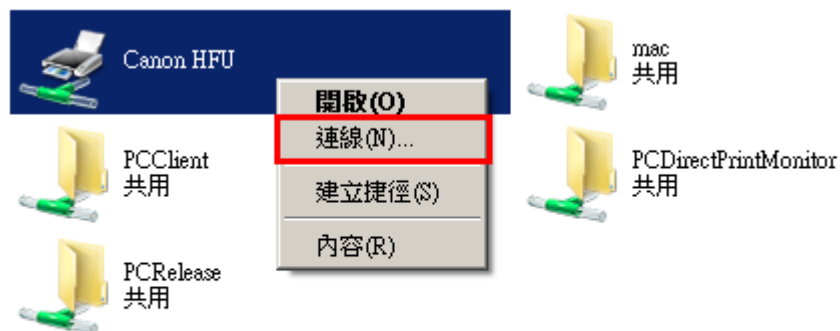 Canon HFU
mac
共用
開啟(O)
連線(N)...
建立捷徑(S)
內容(R)
PCClient
共用
PCDirectPrintMonitor
共用
PCRelease
共用